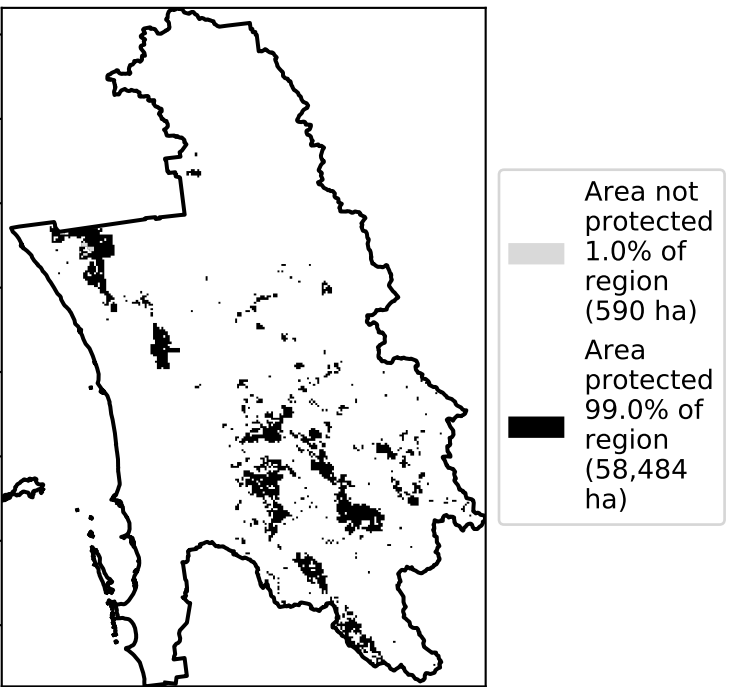 Area not
protected
1.0% of
region
(590 ha)
Area
protected
99.0% of
region
(58,484
ha)